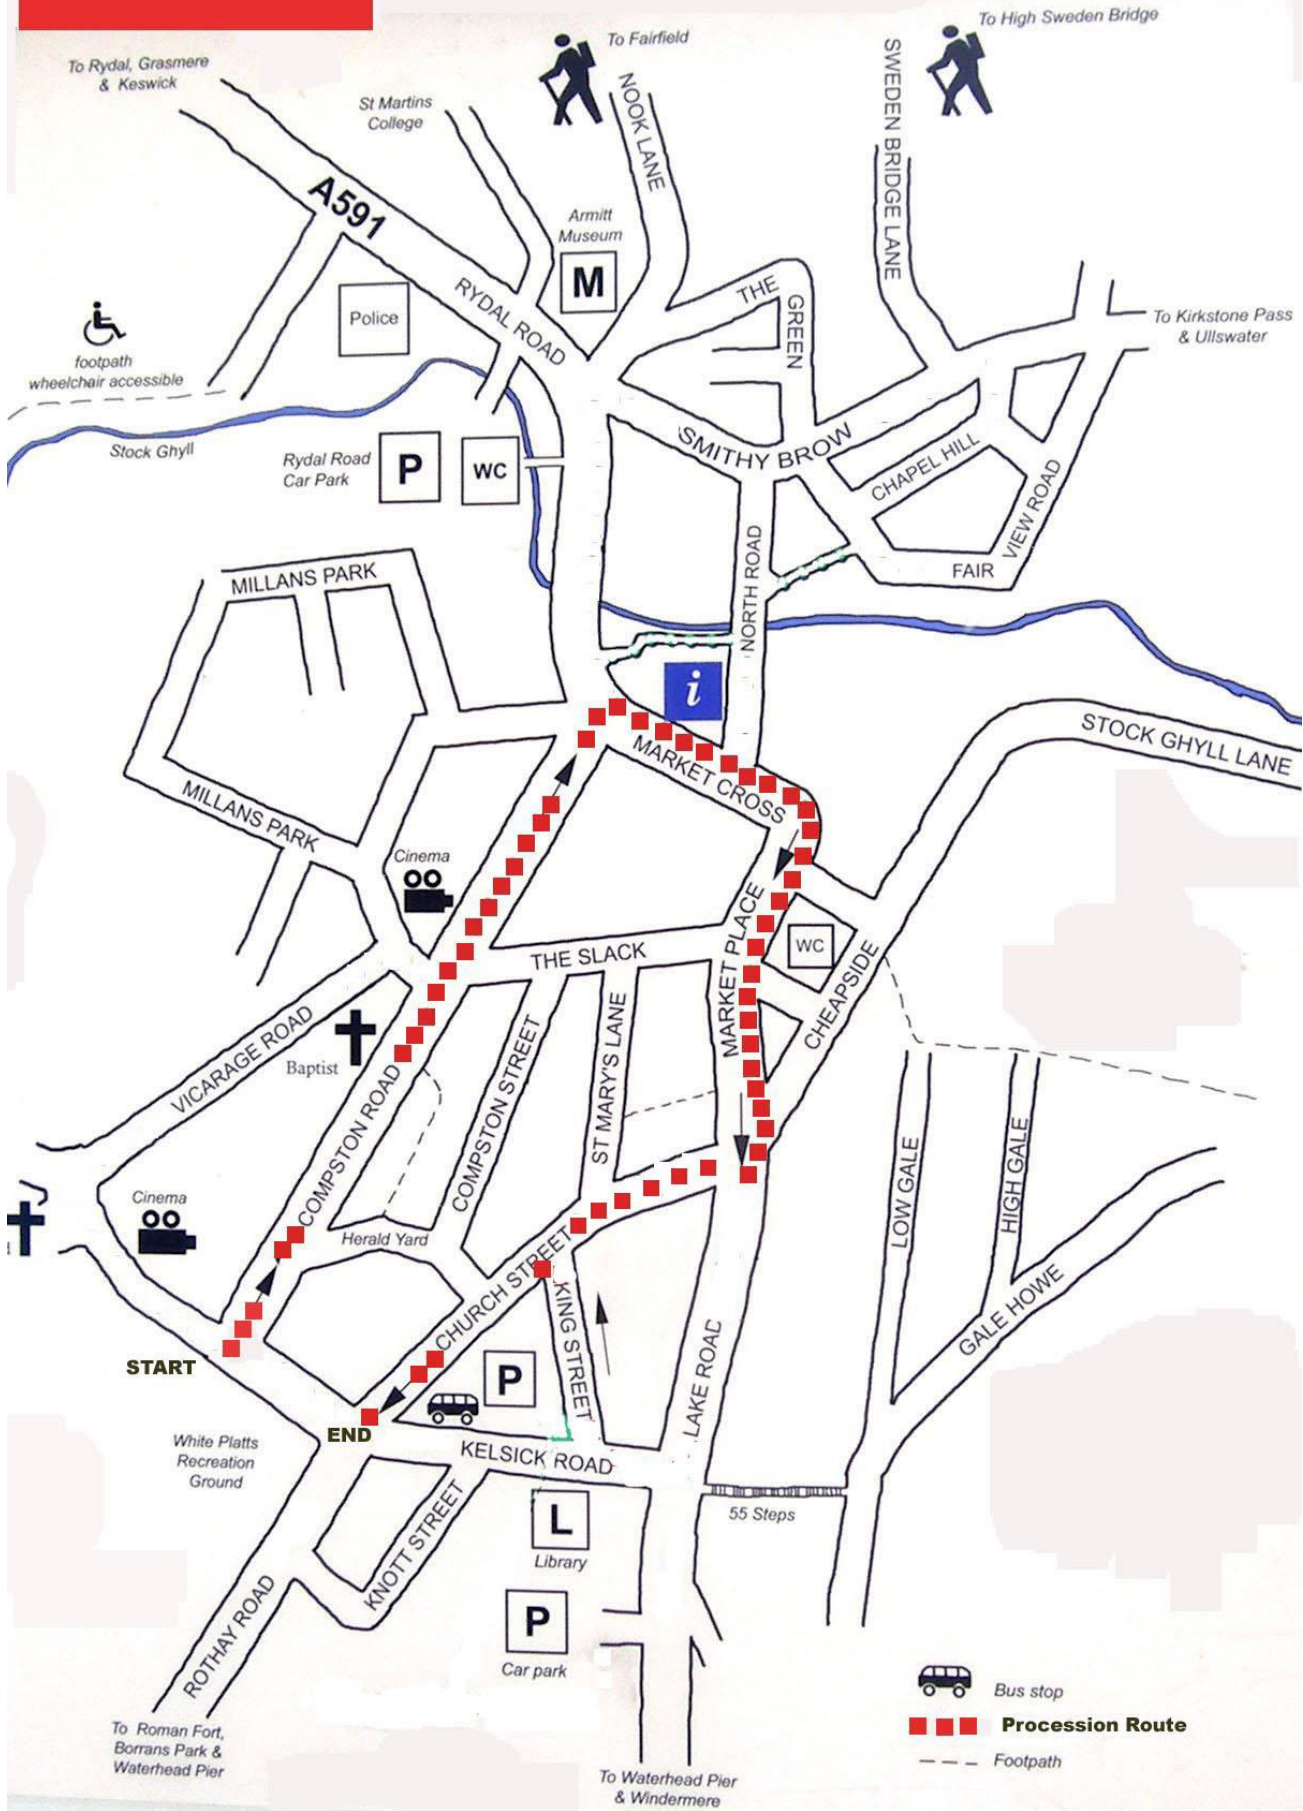 To High Sweden Bridge
To Fairfield
To Rydal, Grasmere
& Keswick
St Martins
College
NOOK LANE
SWEDEN BRIDGE LANE
A591
Armitt
Museum
M
RYDAL ROAD
THE
GREEN
Police
To Kirkstone Pass
& Ullswater
footpath
wheelchair accessible
Stock Ghyll
Rydal Road
Car Park
P
WC
SMITHY BROW
CHAPEL HILL
VIEW ROAD
FAIR
NORTH ROAD
MILLANS PARK
i
MARKET CROSS
STOCK GHYLL LANE
MILLANS PARK
Cinema
MARKET PLACE
WC
THE SLACK
CHEAPSIDE
VICARAGE ROAD
Baptist
COMPSTON ROAD
COMPSTON STREET
ST MARY'S LANE
LOW GALE
HIGH GALE
Cinema
Herald Yard
CHURCH STREET
KING STREET
LAKE ROAD
GALE HOWE
START
P
END
White Platts
Recreation
Ground
KELSICK ROAD
55 Steps
L
Library
KNOTT STREET
ROTHAY ROAD
P
Car park
To Roman Fort,
Borrans Park &
Waterhead Pier
To Waterhead Pier
& Windermere
Bus stop
Procession Route
Footpath